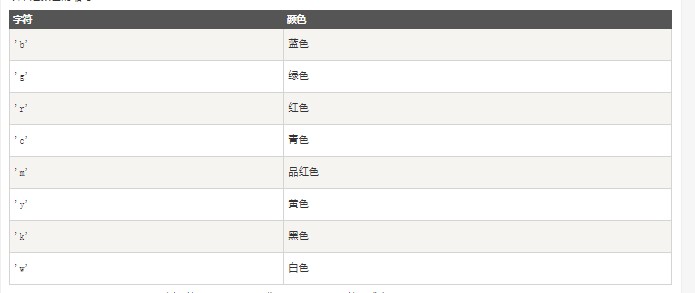 字符 颜色
'b' 蓝色
'g' 绿色
'r' 红色
'c' 青色
'm' 品红色
'y' 黄色
'k' 黑色
'w' 白色